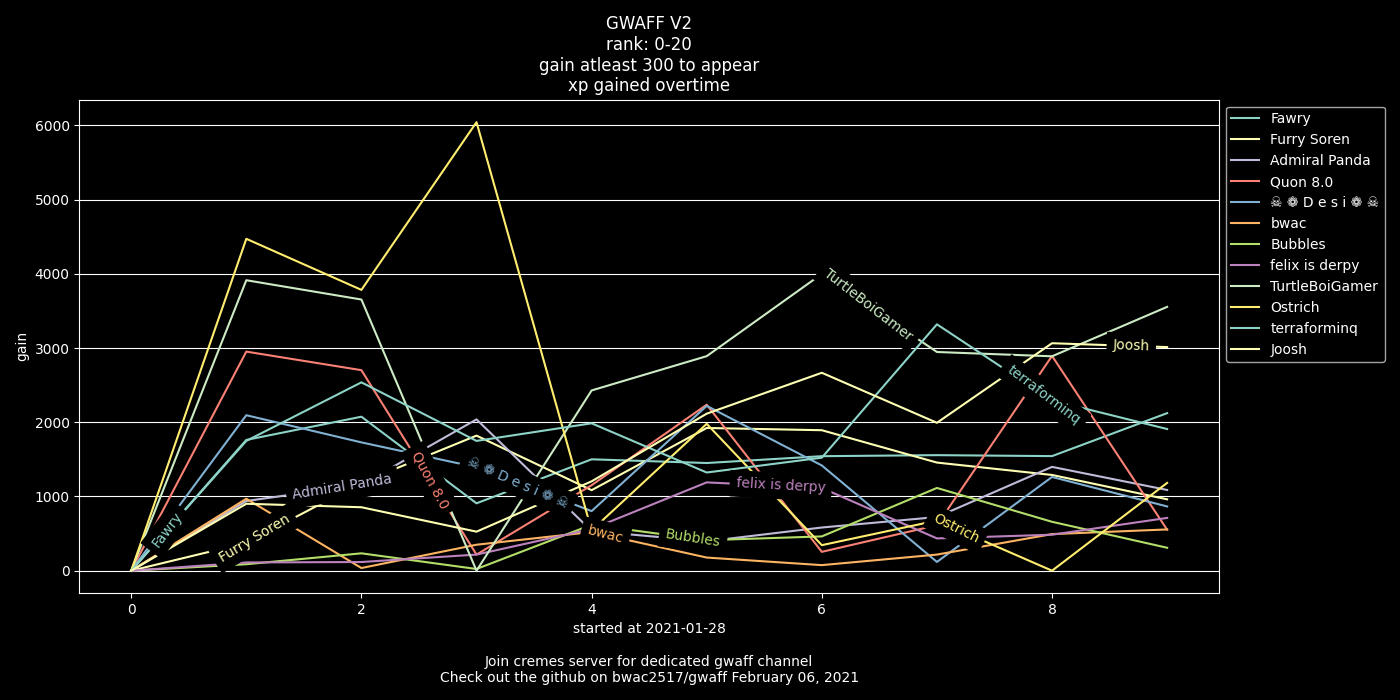 GWAFF V2
rank: 0-20
gain atleast 300 to appear
xp gained overtime
gain
6000
5000
4000
3000
2000
1000
0
0 2 4 6 8
Fawry
Furry Soren
Admiral Panda
Quon 8.0
☠ ❁ D e s i ❁ ☠
bwac
Bubbles
felix is derpy
TurtleBoiGamer
Ostrich
terraforminq
Joosh
Fawry
Furry Soren
Admiral Panda
Quon 8.0
☠ ❁ D e s i ❁ ☠
bwac
Bubbles
felix is derpy
TurtleBoiGamer
Ostrich
terraforminq
Joosh
started at 2021-01-28
Join cremes server for dedicated gwaff channel
Check out the github on bwac2517/gwaff February 06, 2021